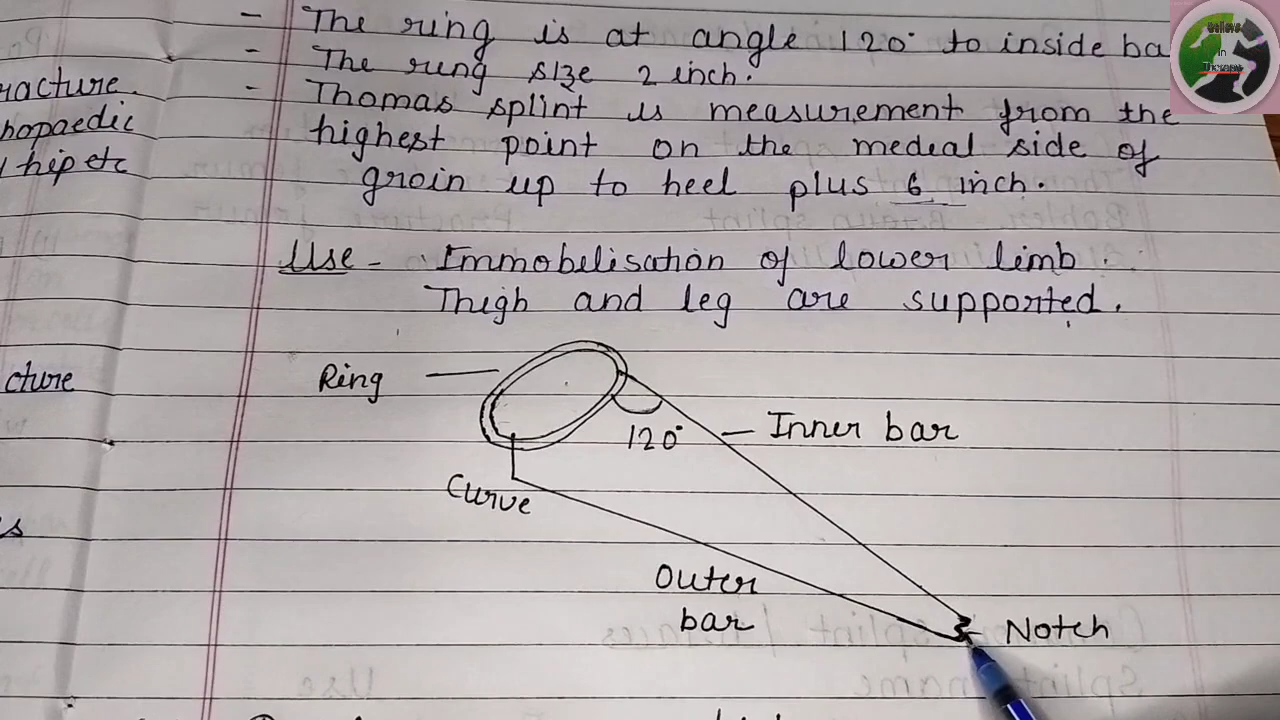 - The ring is at angle 120° to inside ba
- The ring size 2 inch.
- Thomas splint is measurement from the
highest point on the medial side of
groin up to heel plus 6 inch.
Use - Immobilisation of lower limb.
Thigh and leg are supported.
racture.
hopaedic
hip etc
cture
s
Ring
120°
Inner bar
Curve
Outer
bar
Notch
Believe
in